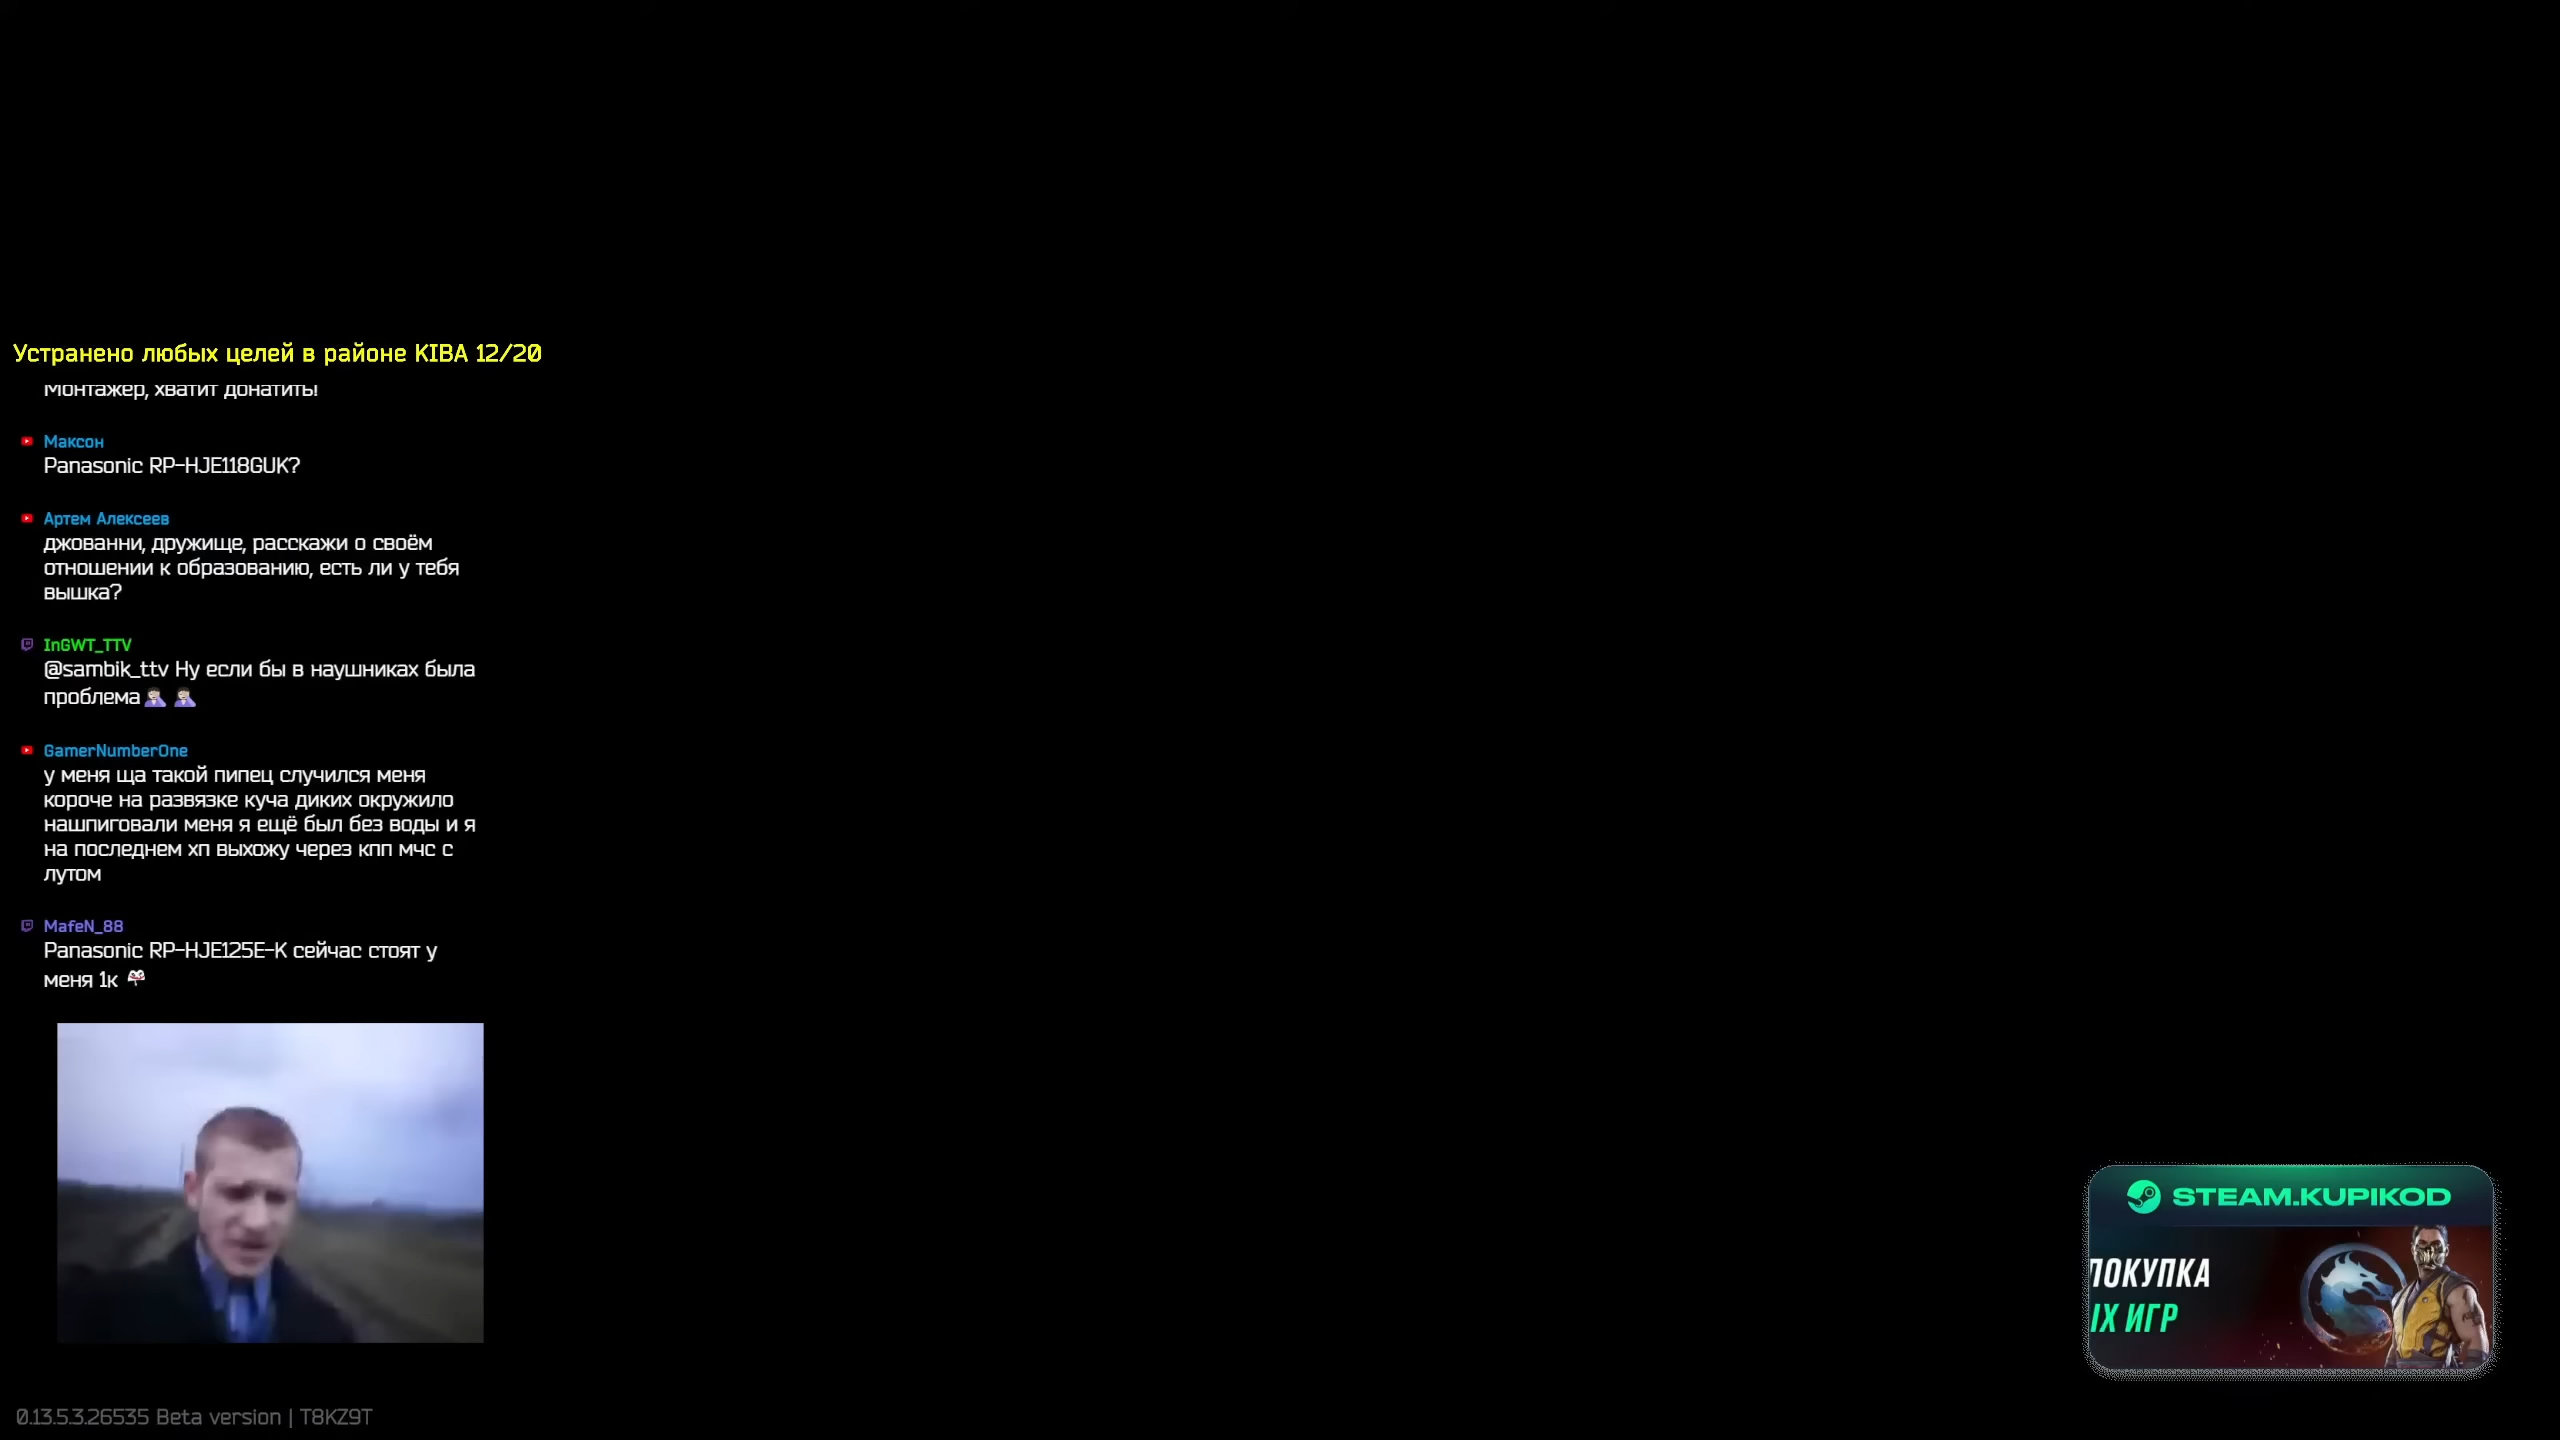 Устранено любых целей в районе KIBA 12/20
Монтажер, хватит донатить!
Максон
Panasonic RP-HJE118GUK?
Артем Алексеев
джованни, дружище, расскажи о своём
отношении к образованию, есть ли у тебя
вышка?
InGWT_TTV
@sambik_ttv Ну если бы в наушниках была
проблема
GamerNumberOne
у меня ща такой пипец случился меня
короче на развязке куча диких окружило
нашпиговали меня я ещё был без воды и я
на последнем хп выхожу через кпп мчс с
лутом
MafeN_88
Panasonic RP-HJE125E-K сейчас стоят у
меня 1к
STEAM.KUPIKOD
ПОКУПКА
ЫХ ИГР
0.13.5.3.26535 Beta version | T8KZ9T